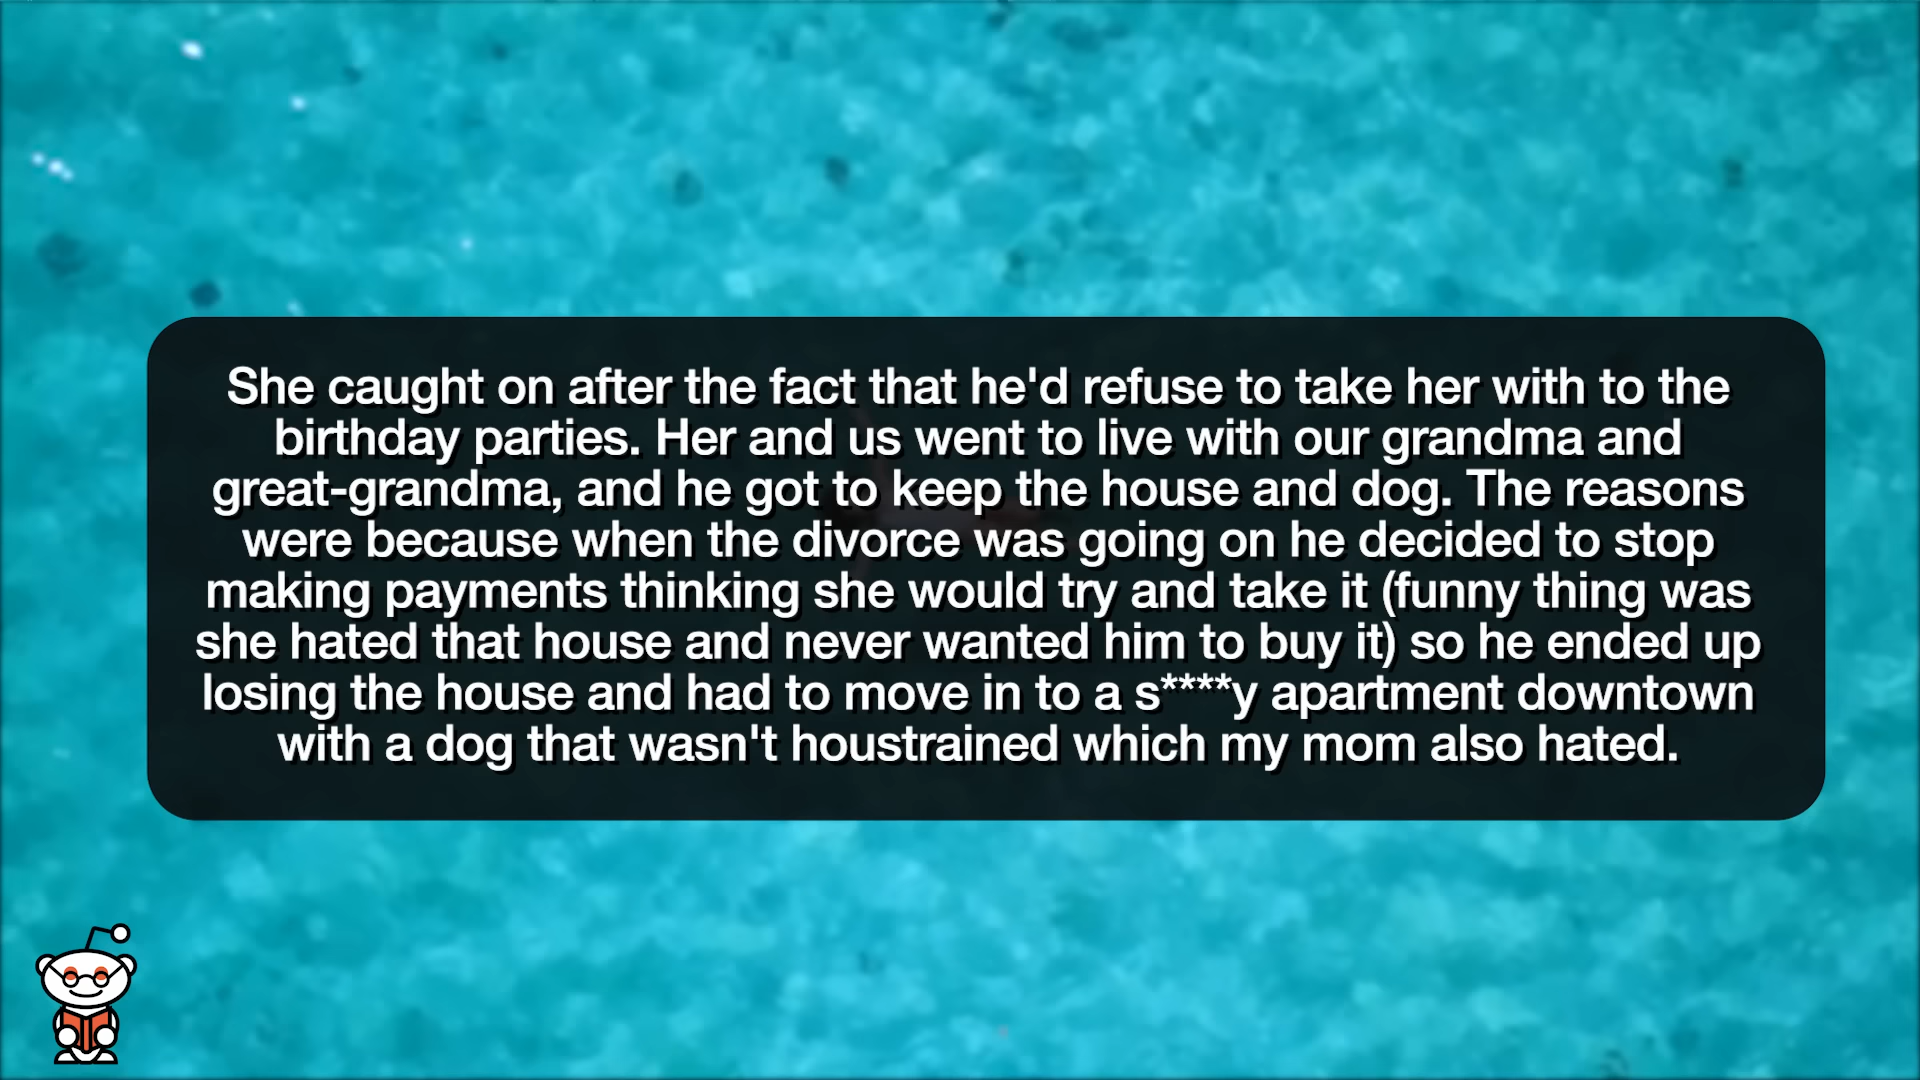 She caught on after the fact that he'd refuse to take her with to the
birthday parties. Her and us went to live with our grandma and
great-grandma, and he got to keep the house and dog. The reasons
were because when the divorce was going on he decided to stop
making payments thinking she would try and take it (funny thing was
she hated that house and never wanted him to buy it) so he ended up
losing the house and had to move in to a s****y apartment downtown
with a dog that wasn't houstrained which my mom also hated.